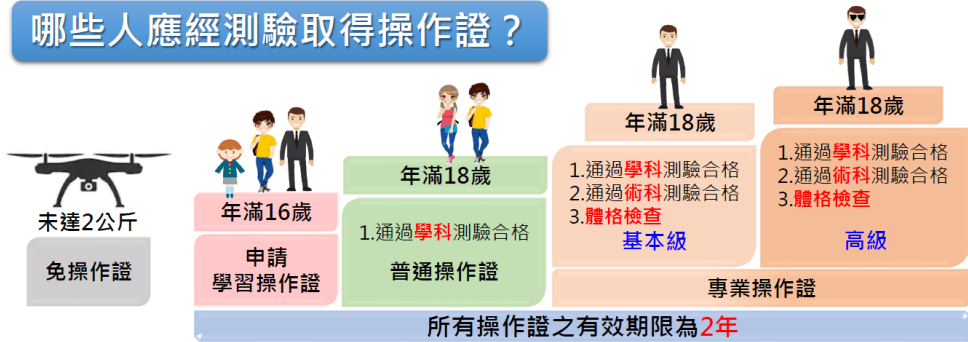 哪些人應經測驗取得操作證？
未達2公斤
免操作證
年滿16歲
申請
學習操作證
年滿18歲
1.通過學科測驗合格
普通操作證
年滿18歲
1.通過學科測驗合格
2.通過術科測驗合格
3.體格檢查
基本級
年滿18歲
1.通過學科測驗合格
2.通過術科測驗合格
3.體格檢查
高級
專業操作證
所有操作證之有效期限為2年